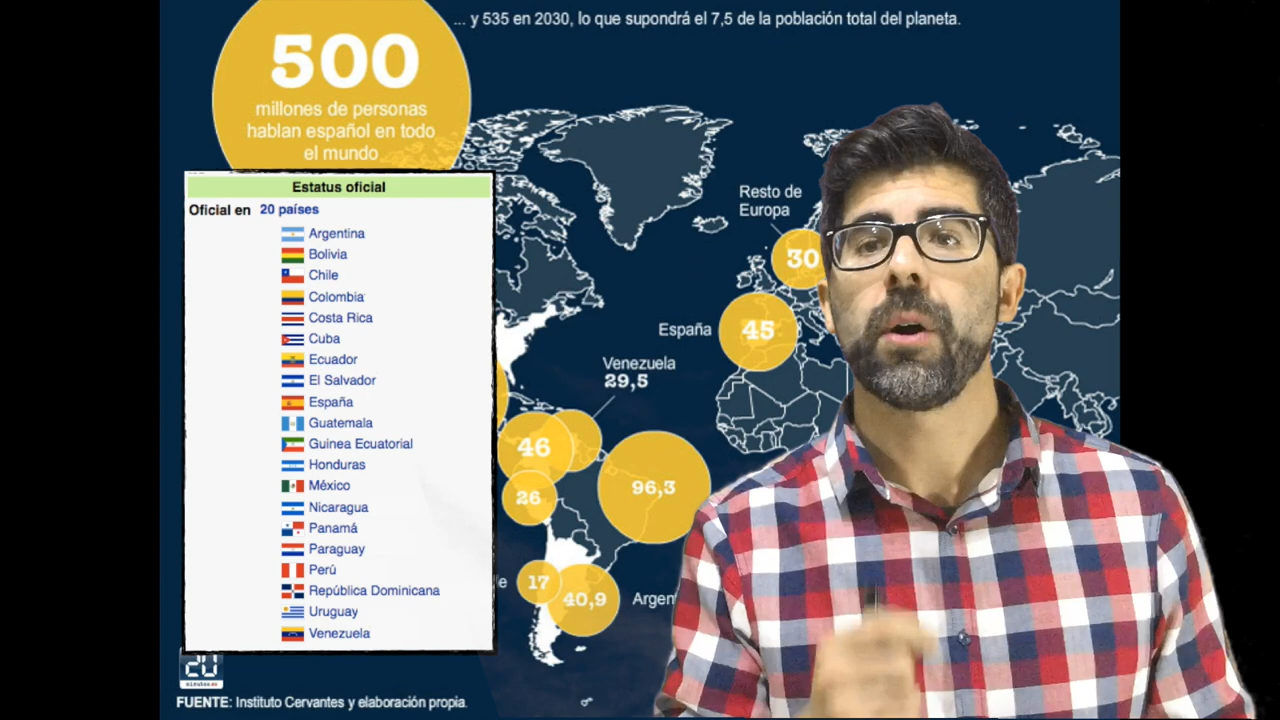 ... y 535 en 2030, lo que supondrá el 7,5 de la población total del planeta.
500
millones de personas
hablan español en todo
el mundo
Estatus oficial
Oficial en 20 países
Argentina
Bolivia
Chile
Colombia
Costa Rica
Cuba
Ecuador
El Salvador
España
Guatemala
Guinea Ecuatorial
Honduras
México
Nicaragua
Panamá
Paraguay
Perú
República Dominicana
Uruguay
Venezuela
Resto de
Europa
30
España
45
Venezuela
29,5
46
26
96,3
e
17
40,9
Argen
20
minutos.es
FUENTE: Instituto Cervantes y elaboración propia.